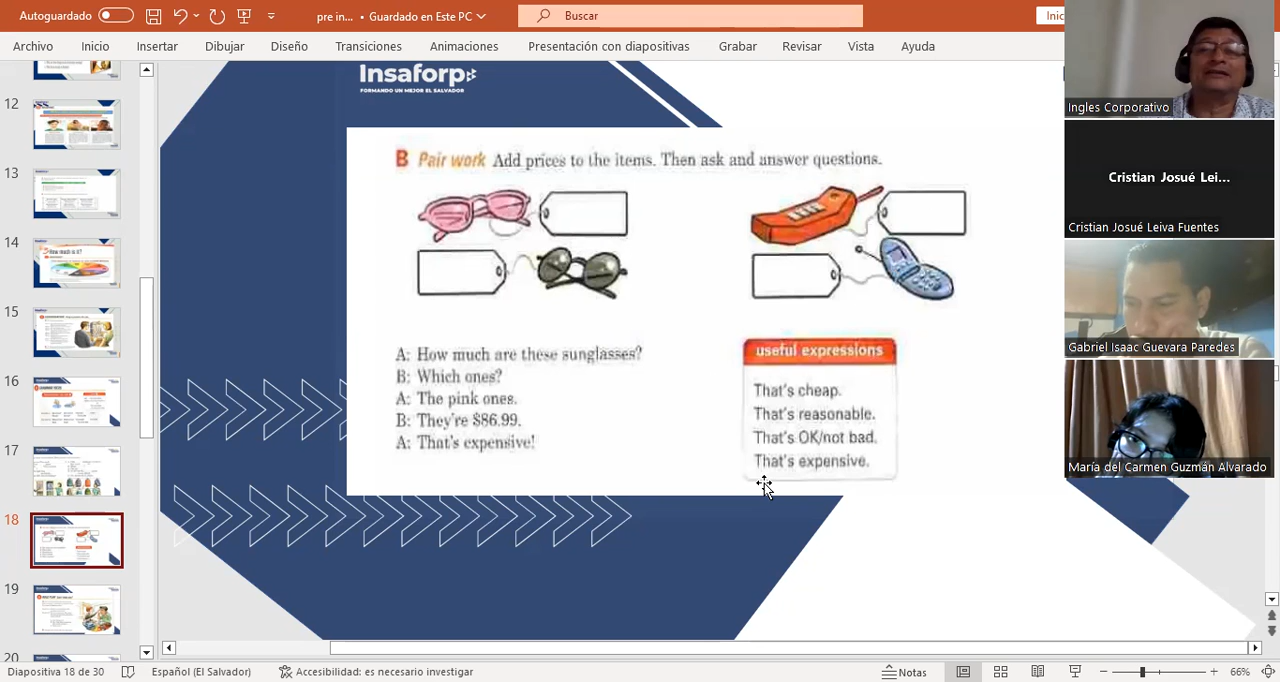 Autoguardado
pre in... • Guardado en Este PC
Buscar
Inic
Archivo
Inicio
Insertar
Dibujar
Diseño
Transiciones
Animaciones
Presentación con diapositivas
Grabar
Revisar
Vista
Ayuda
12
13
14
15
16
17
18
19
20
Insaforp
FORMANDO UN MEJOR EL SALVADOR
B Pair work Add prices to the items. Then ask and answer questions.
A: How much are these sunglasses?
B: Which ones?
A: The pink ones.
B: They're $86.99.
A: That's expensive!
useful expressions
That's cheap.
That's reasonable.
That's OK/not bad.
That's expensive.
Ingles Corporativo
Cristian Josué Lei...
Cristian Josué Leiva Fuentes
Gabriel Isaac Guevara Paredes
María del Carmen Guzmán Alvarado
Diapositiva 18 de 30
Español (El Salvador)
Accesibilidad: es necesario investigar
Notas
66%